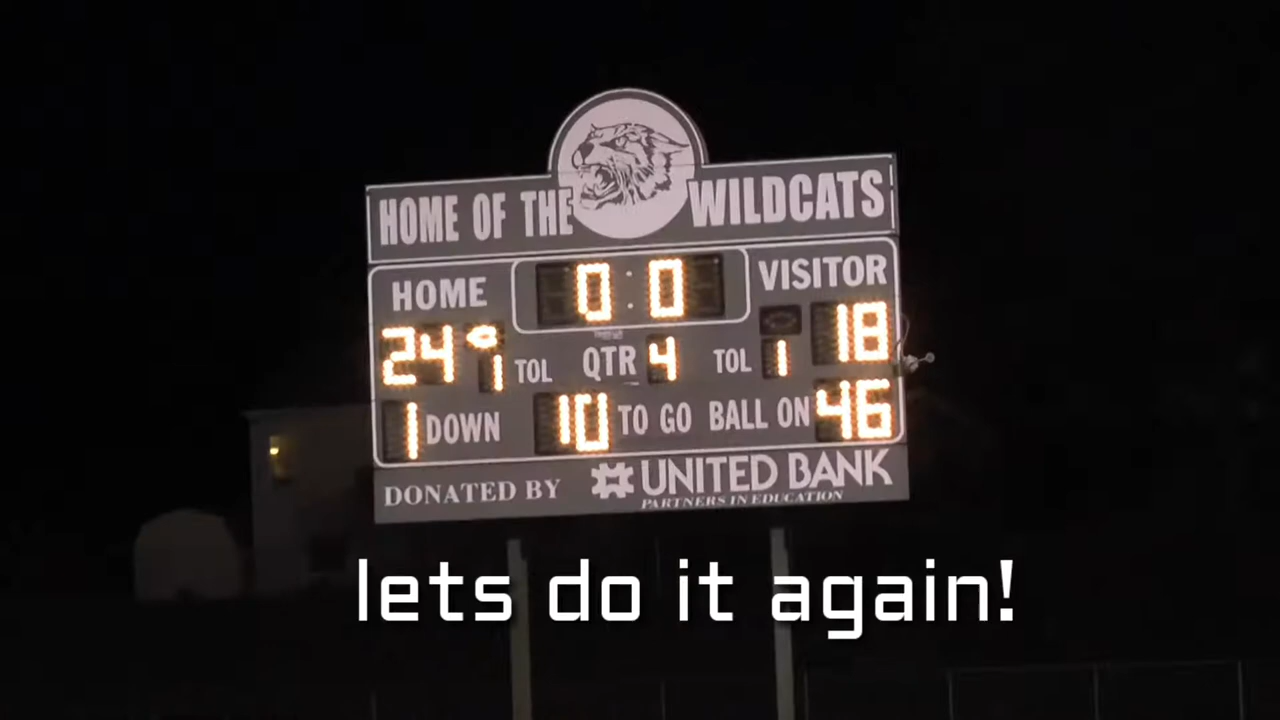 HOME OF THE WILDCATS
HOME 0:0 VISITOR
24 1 TOL QTR 4 TOL 1 18
1 DOWN 10 TO GO BALL ON 46
DONATED BY UNITED BANK
PARTNERS IN EDUCATION
lets do it again!